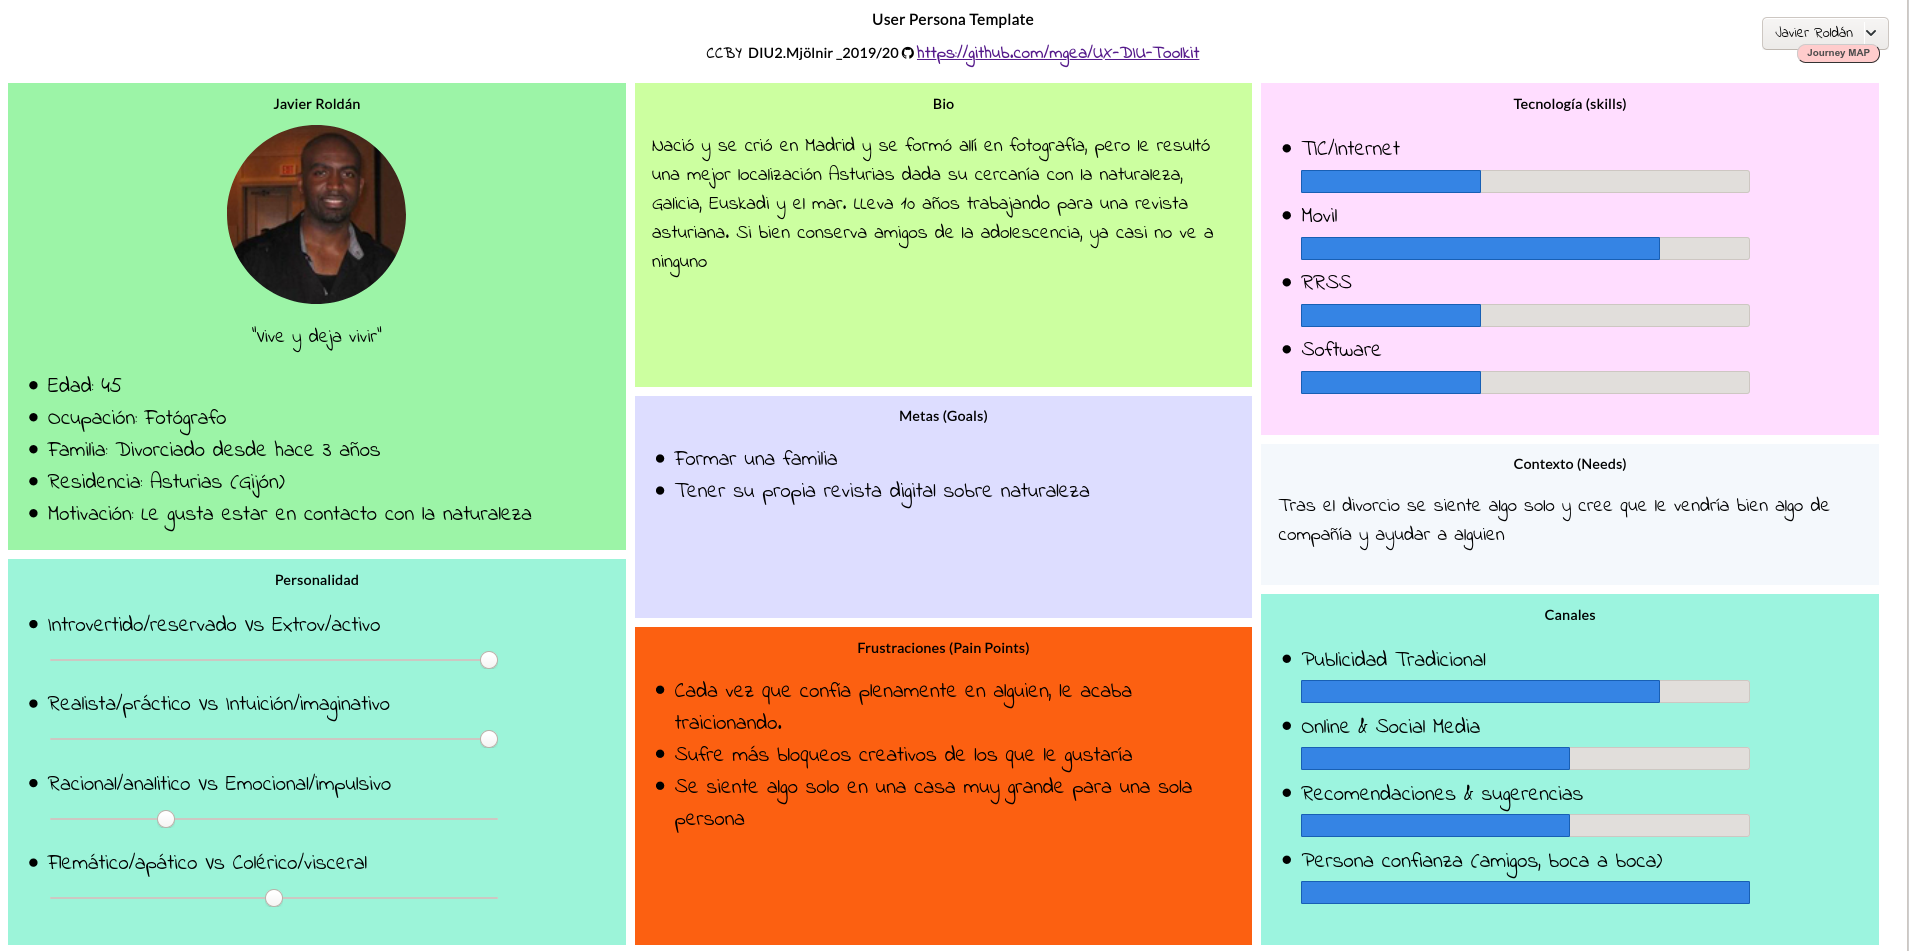 User Persona Template
CCBY DIU2.Mjölnir_2019/20 https://github.com/mgea/UX-DIU-Toolkit
Javier Roldán
Journey MAP
Javier Roldán
"Vive y deja vivir"
Edad: 45
Ocupación: Fotógrafo
Familia: Divorciado desde hace 3 años
Residencia: Asturias (Gijón)
Motivación: Le gusta estar en contacto con la naturaleza
Personalidad
Introvertido/reservado Vs Extrov/activo
Realista/práctico Vs Intuición/imaginativo
Racional/analitico Vs Emocional/impulsivo
Flemático/apático Vs Colérico/visceral
Bio
Nació y se crió en Madrid y se formó allí en fotografía, pero le resultó
una mejor localización Asturias dada su cercanía con la naturaleza,
Galicia, Euskadi y el mar. LLeva 10 años trabajando para una revista
asturiana. Si bien conserva amigos de la adolescencia, ya casi no ve a
ninguno
Metas (Goals)
Formar una familia
Tener su propia revista digital sobre naturaleza
Frustraciones (Pain Points)
Cada vez que confía plenamente en alguien, le acaba
traicionando.
Sufre más bloqueos creativos de los que le gustaría
Se siente algo solo en una casa muy grande para una sola
persona
Tecnología (skills)
TIC/Internet
Movil
RRSS
Software
Contexto (Needs)
Tras el divorcio se siente algo solo y cree que le vendría bien algo de
compañía y ayudar a alguien
Canales
Publicidad Tradicional
Online & Social Media
Recomendaciones & sugerencias
Persona confianza (amigos, boca a boca)